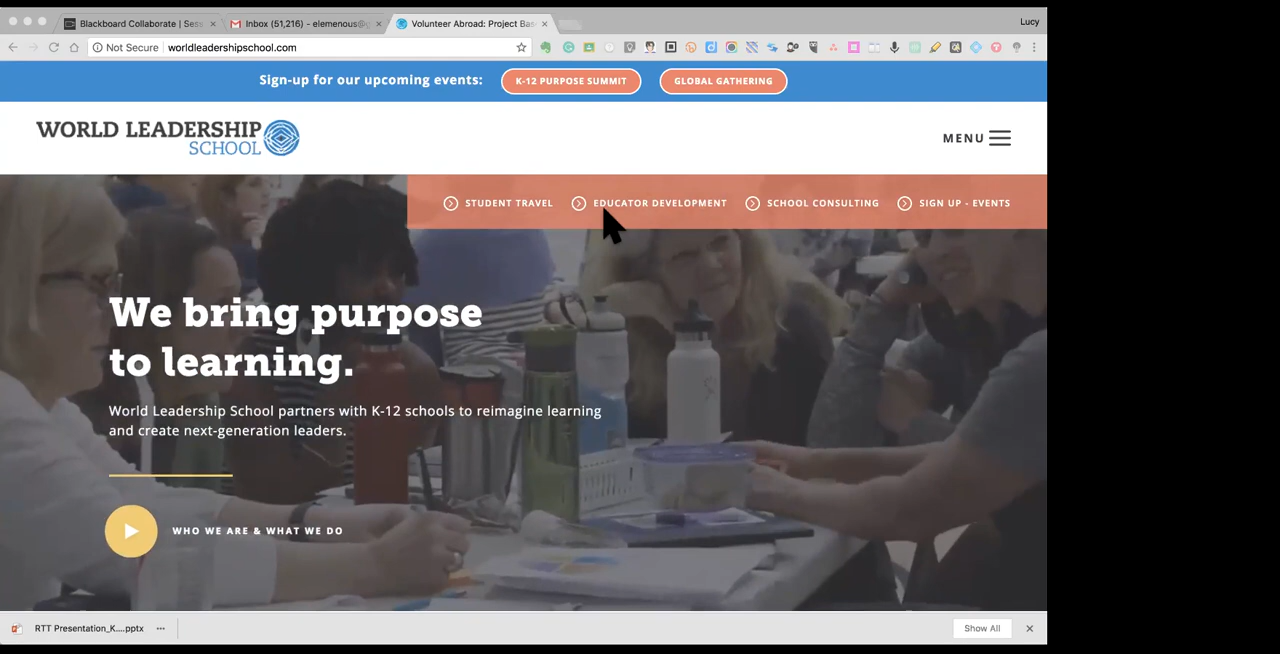 Blackboard Collaborate | Sess
Inbox (51,216) - elemenous@g
Volunteer Abroad: Project Bas
Lucy
Not Secure | worldleadershipschool.com
Sign-up for our upcoming events:
K-12 PURPOSE SUMMIT
GLOBAL GATHERING
WORLD LEADERSHIP
SCHOOL
MENU
STUDENT TRAVEL
EDUCATOR DEVELOPMENT
SCHOOL CONSULTING
SIGN UP - EVENTS
We bring purpose
to learning.
World Leadership School partners with K-12 schools to reimagine learning
and create next-generation leaders.
WHO WE ARE & WHAT WE DO
RTT Presentation_K....pptx
Show All